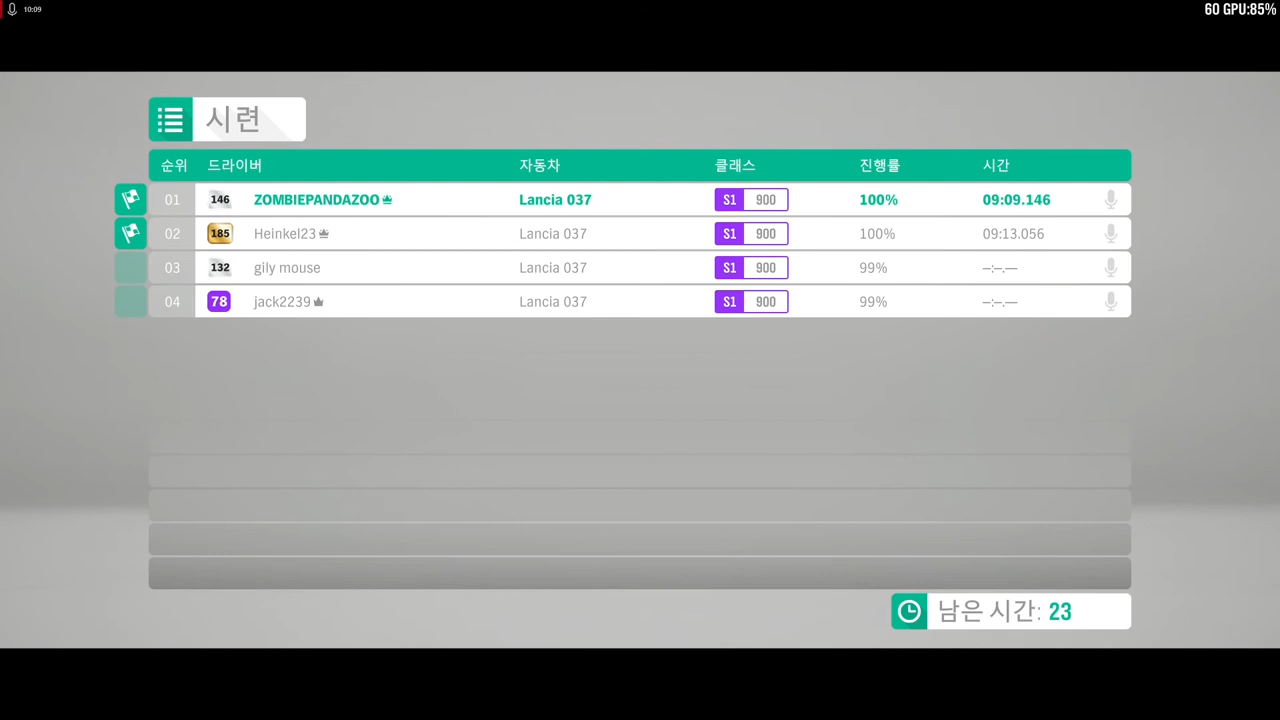 10:09
60 GPU:85%
시련
순위 드라이버 자동차 클래스 진행률 시간
01 146 ZOMBIEPANDAZOO Lancia 037 S1 900 100% 09:09.146
02 185 Heinkel23 Lancia 037 S1 900 100% 09:13.056
03 132 gily mouse Lancia 037 S1 900 99% --:--.---
04 78 jack2239 Lancia 037 S1 900 99% --:--.---
남은 시간: 23